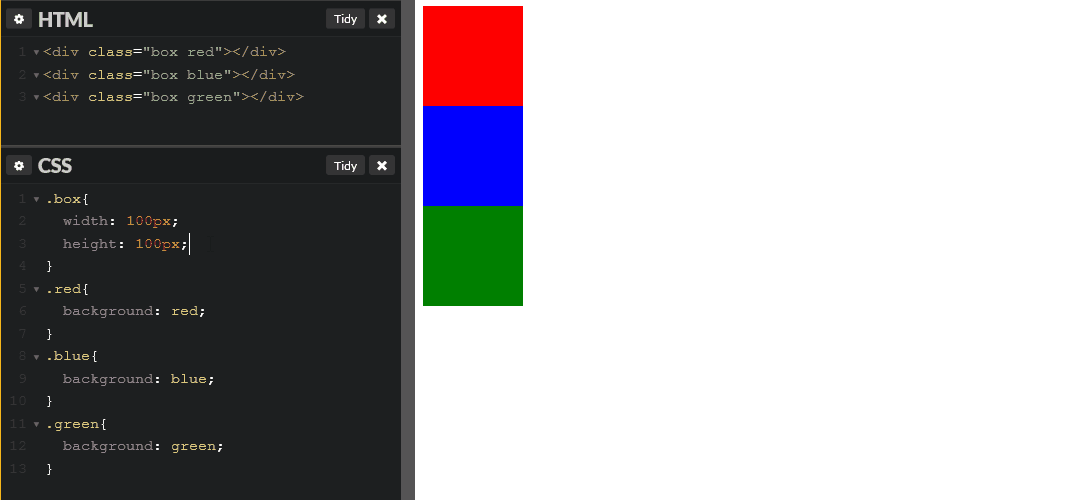 HTML
Tidy
1 <div class="box red"></div>
2 <div class="box blue"></div>
3 <div class="box green"></div>
CSS
Tidy
1 .box{
2 width: 100px;
3 height: 100px;
4 }
5 .red{
6 background: red;
7 }
8 .blue{
9 background: blue;
10 }
11 .green{
12 background: green;
13 }